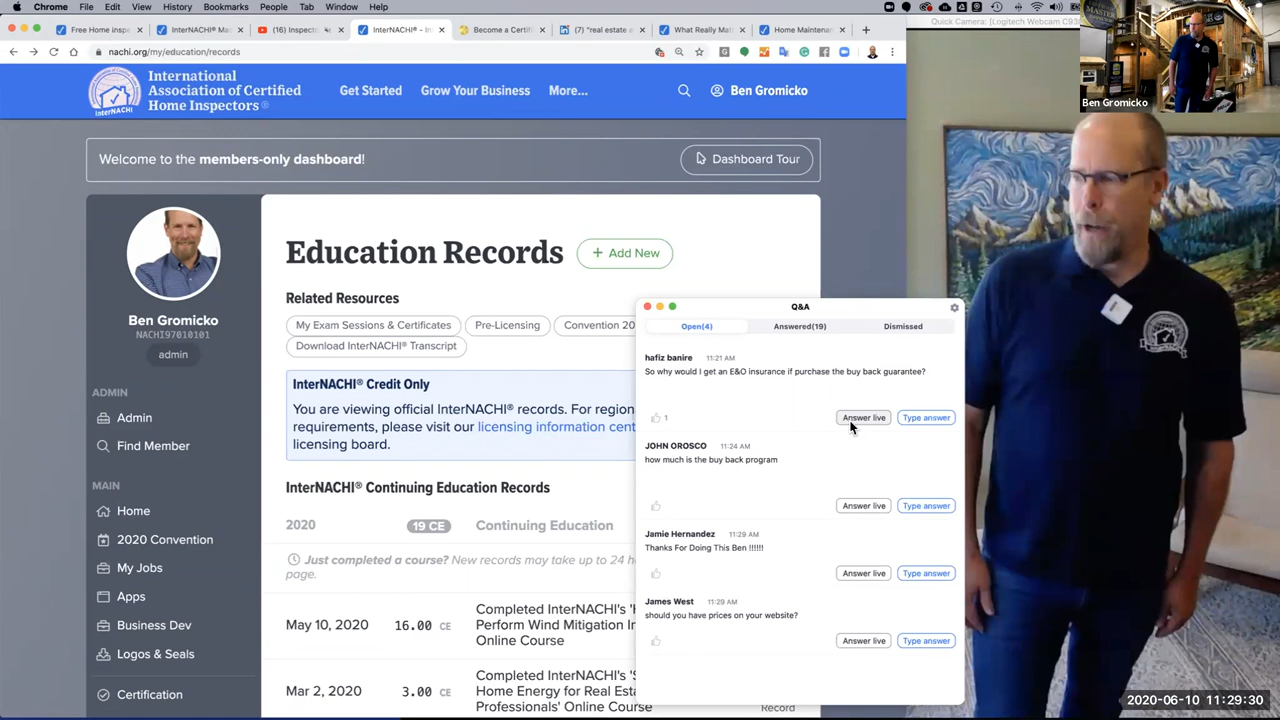 Chrome File Edit View History Bookmarks People Tab Window Help
Quick Camera: [Logitech Webcam C93
Free Home inspe
InterNACHI® Ma
(16) Inspecto
InterNACHI® - In
Become a Certifi
(7) "real estate a
What Really Mat
Home Maintenan
nachi.org/my/education/records
International
Association of Certified
Home Inspectors®
InterNACHI
Get Started Grow Your Business More...
Ben Gromicko
Ben Gromicko
Welcome to the members-only dashboard!
Dashboard Tour
Ben Gromicko
NACHI97010101
admin
ADMIN
Admin
Find Member
MAIN
Home
2020 Convention
My Jobs
Apps
Business Dev
Logos & Seals
Certification
Education Records
+ Add New
Related Resources
My Exam Sessions & Certificates Pre-Licensing Convention 20
Download InterNACHI® Transcript
InterNACHI® Credit Only
You are viewing official InterNACHI® records. For region
requirements, please visit our licensing information cent
licensing board.
InterNACHI® Continuing Education Records
2020 19 CE Continuing Education
Just completed a course? New records may take up to 24 h
page.
May 10, 2020 16.00 CE
Completed InterNACHI's 'H
Perform Wind Mitigation In
Online Course
Mar 2, 2020 3.00 CE
Completed InterNACHI's
Home Energy for Real Esta
Professionals' Online Course
Record
Q&A
Open(4) Answered(19) Dismissed
hafiz banire 11:21 AM
So why would I get an E&O insurance if purchase the buy back guarantee?
1 Answer live Type answer
JOHN OROSCO 11:24 AM
how much is the buy back program
Answer live Type answer
Jamie Hernandez 11:29 AM
Thanks For Doing This Ben !!!!!!
Answer live Type answer
James West 11:29 AM
should you have prices on your website?
Answer live Type answer
2020-06-10 11:29:30